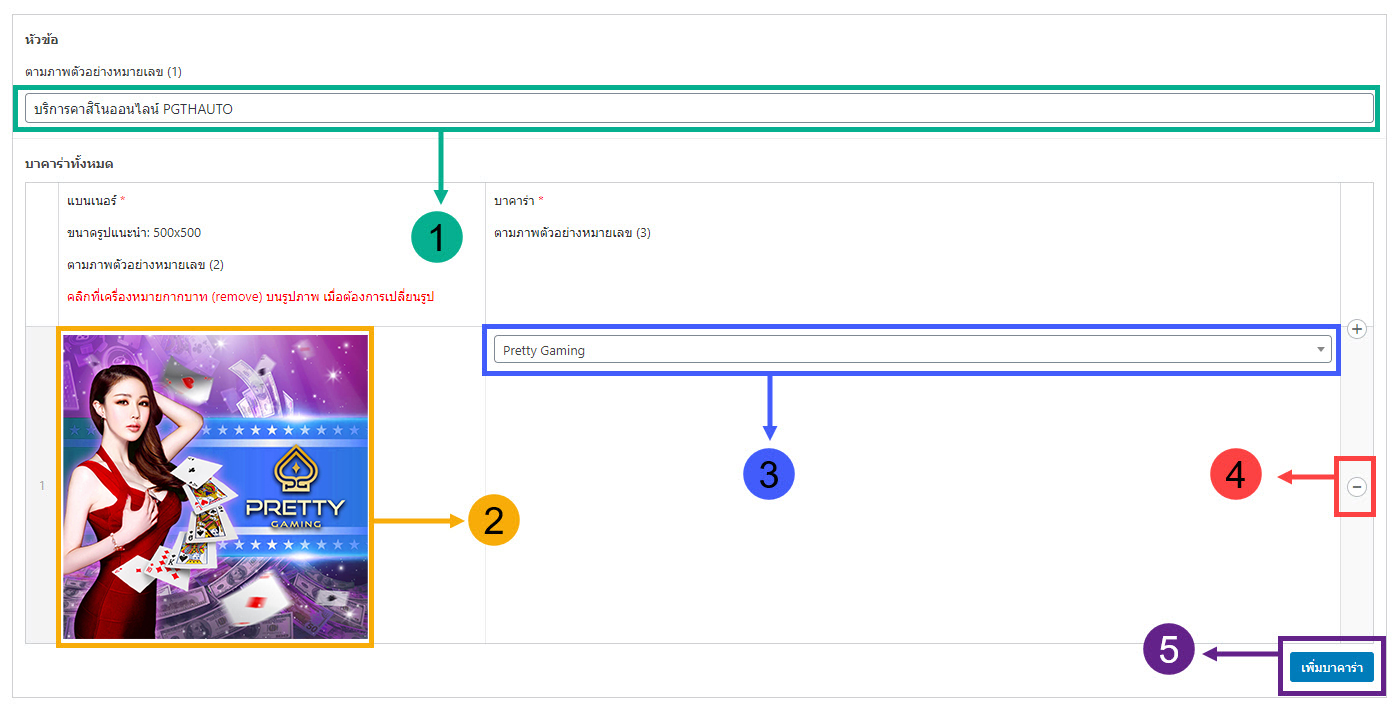 หัวข้อ
ตามภาพตัวอย่างหมายเลข (1)
บริการคาสิโนออนไลน์ PGTHAUTO
บาคาร่าทั้งหมด
แบนเนอร์ *
ขนาดรูปแนะนำ: 500x500
ตามภาพตัวอย่างหมายเลข (2)
คลิกที่เครื่องหมายกากบาท (remove) บนรูปภาพ เมื่อต้องการเปลี่ยนรูป
1
บาคาร่า *
ตามภาพตัวอย่างหมายเลข (3)
1
PRETTY
GAMING
2
Pretty Gaming
3
4
5
เพิ่มบาคาร่า